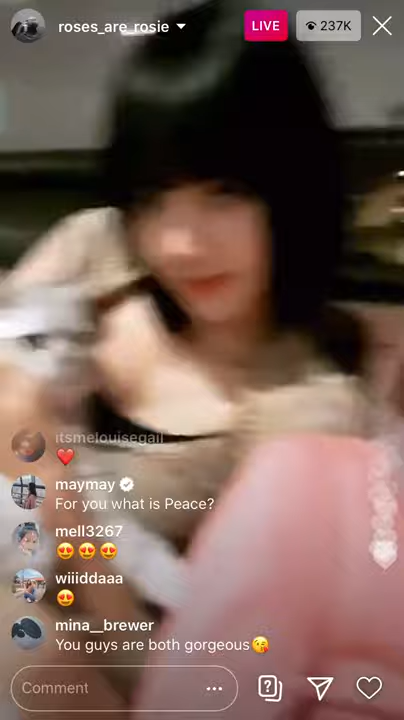 roses_are_rosie
LIVE
237K
itsmelouisegail
❤️
maymay
For you what is Peace?
mell3267
😍😍😍
wiiiddaaa
😍
mina__brewer
You guys are both gorgeous😘
Comment